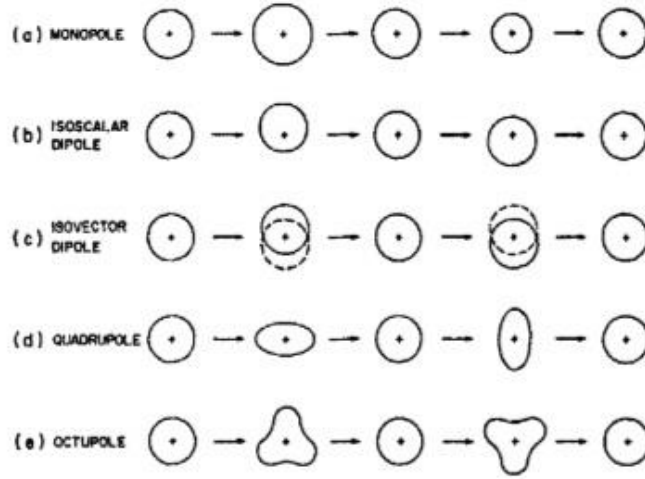 (a) MONOPOLE
(b) ISOSCALAR
DIPOLE
(c) ISOVECTOR
DIPOLE
(d) QUADRUPOLE
(e) OCTUPOLE